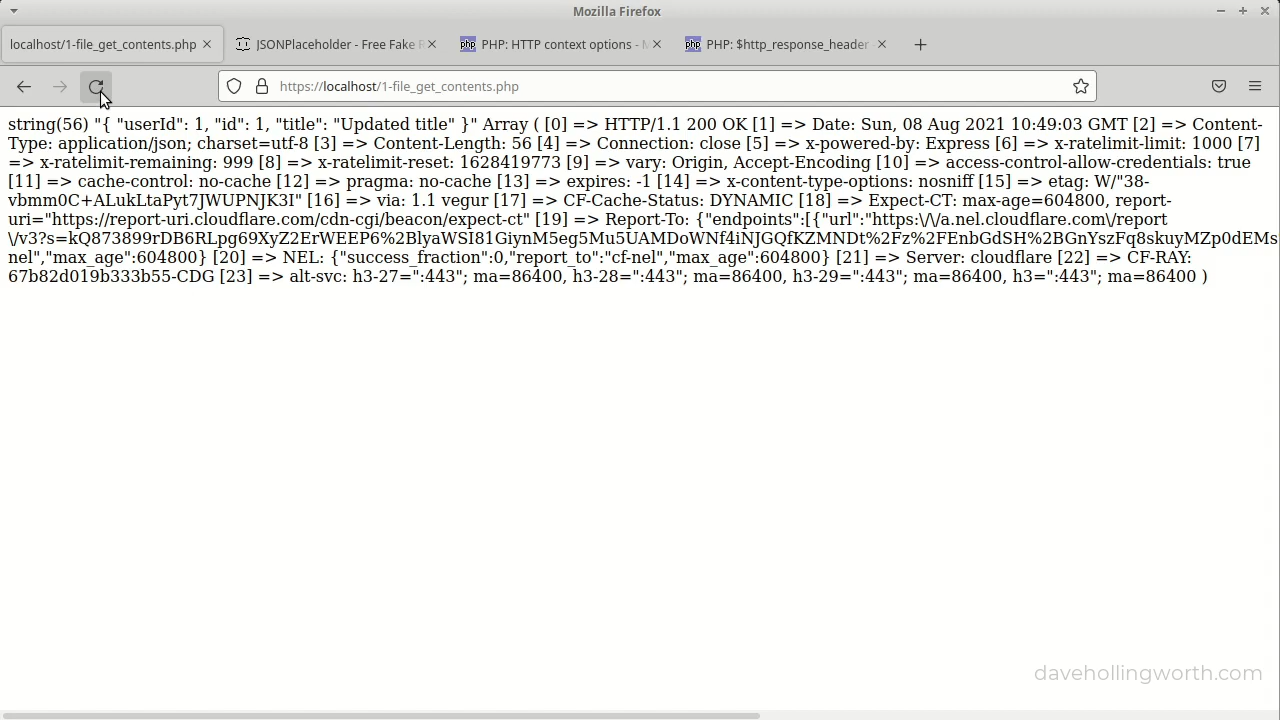 Mozilla Firefox
localhost/1-file_get_contents.php
JSONPlaceholder - Free Fake R
PHP: HTTP context options - M
PHP: $http_response_header
https://localhost/1-file_get_contents.php
string(56) "{ "userId": 1, "id": 1, "title": "Updated title" }" Array ( [0] => HTTP/1.1 200 OK [1] => Date: Sun, 08 Aug 2021 10:49:03 GMT [2] => Content-
Type: application/json; charset=utf-8 [3] => Content-Length: 56 [4] => Connection: close [5] => x-powered-by: Express [6] => x-ratelimit-limit: 1000 [7]
=> x-ratelimit-remaining: 999 [8] => x-ratelimit-reset: 1628419773 [9] => vary: Origin, Accept-Encoding [10] => access-control-allow-credentials: true
[11] => cache-control: no-cache [12] => pragma: no-cache [13] => expires: -1 [14] => x-content-type-options: nosniff [15] => etag: W/"38-
vbmm0C+ALukLtaPyt7JWUPNJK3I" [16] => via: 1.1 vegur [17] => CF-Cache-Status: DYNAMIC [18] => Expect-CT: max-age=604800, report-
uri="https://report-uri.cloudflare.com/cdn-cgi/beacon/expect-ct" [19] => Report-To: {"endpoints":[{"url":"https:\/\/a.nel.cloudflare.com\/report
\/v3?s=kQ873899rDB6RLpg69XyZ2ErWEEP6%2BlyaWSI81GiynM5eg5Mu5UAMDoWNf4iNJGQfKZMNDt%2Fz%2FEnbGdSH%2BGnYszFq8skuyMZp0dEMs
nel","max_age":604800} [20] => NEL: {"success_fraction":0,"report_to":"cf-nel","max_age":604800} [21] => Server: cloudflare [22] => CF-RAY:
67b82d019b333b55-CDG [23] => alt-svc: h3-27=":443"; ma=86400, h3-28=":443"; ma=86400, h3-29=":443"; ma=86400, h3=":443"; ma=86400 )
davehollingworth.com